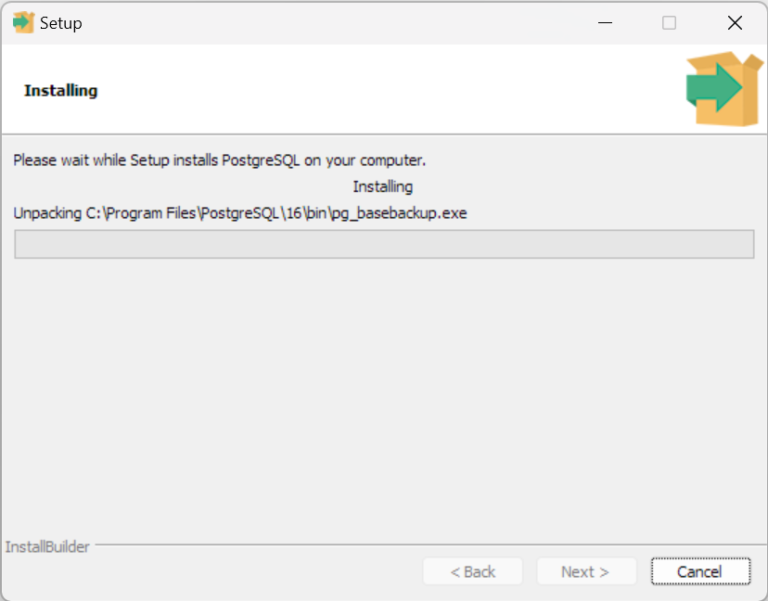 Setup
Installing
Please wait while Setup installs PostgreSQL on your computer.
Installing
Unpacking C:\Program Files\PostgreSQL\16\bin\pg_basebackup.exe
InstallBuilder
< Back
Next >
Cancel